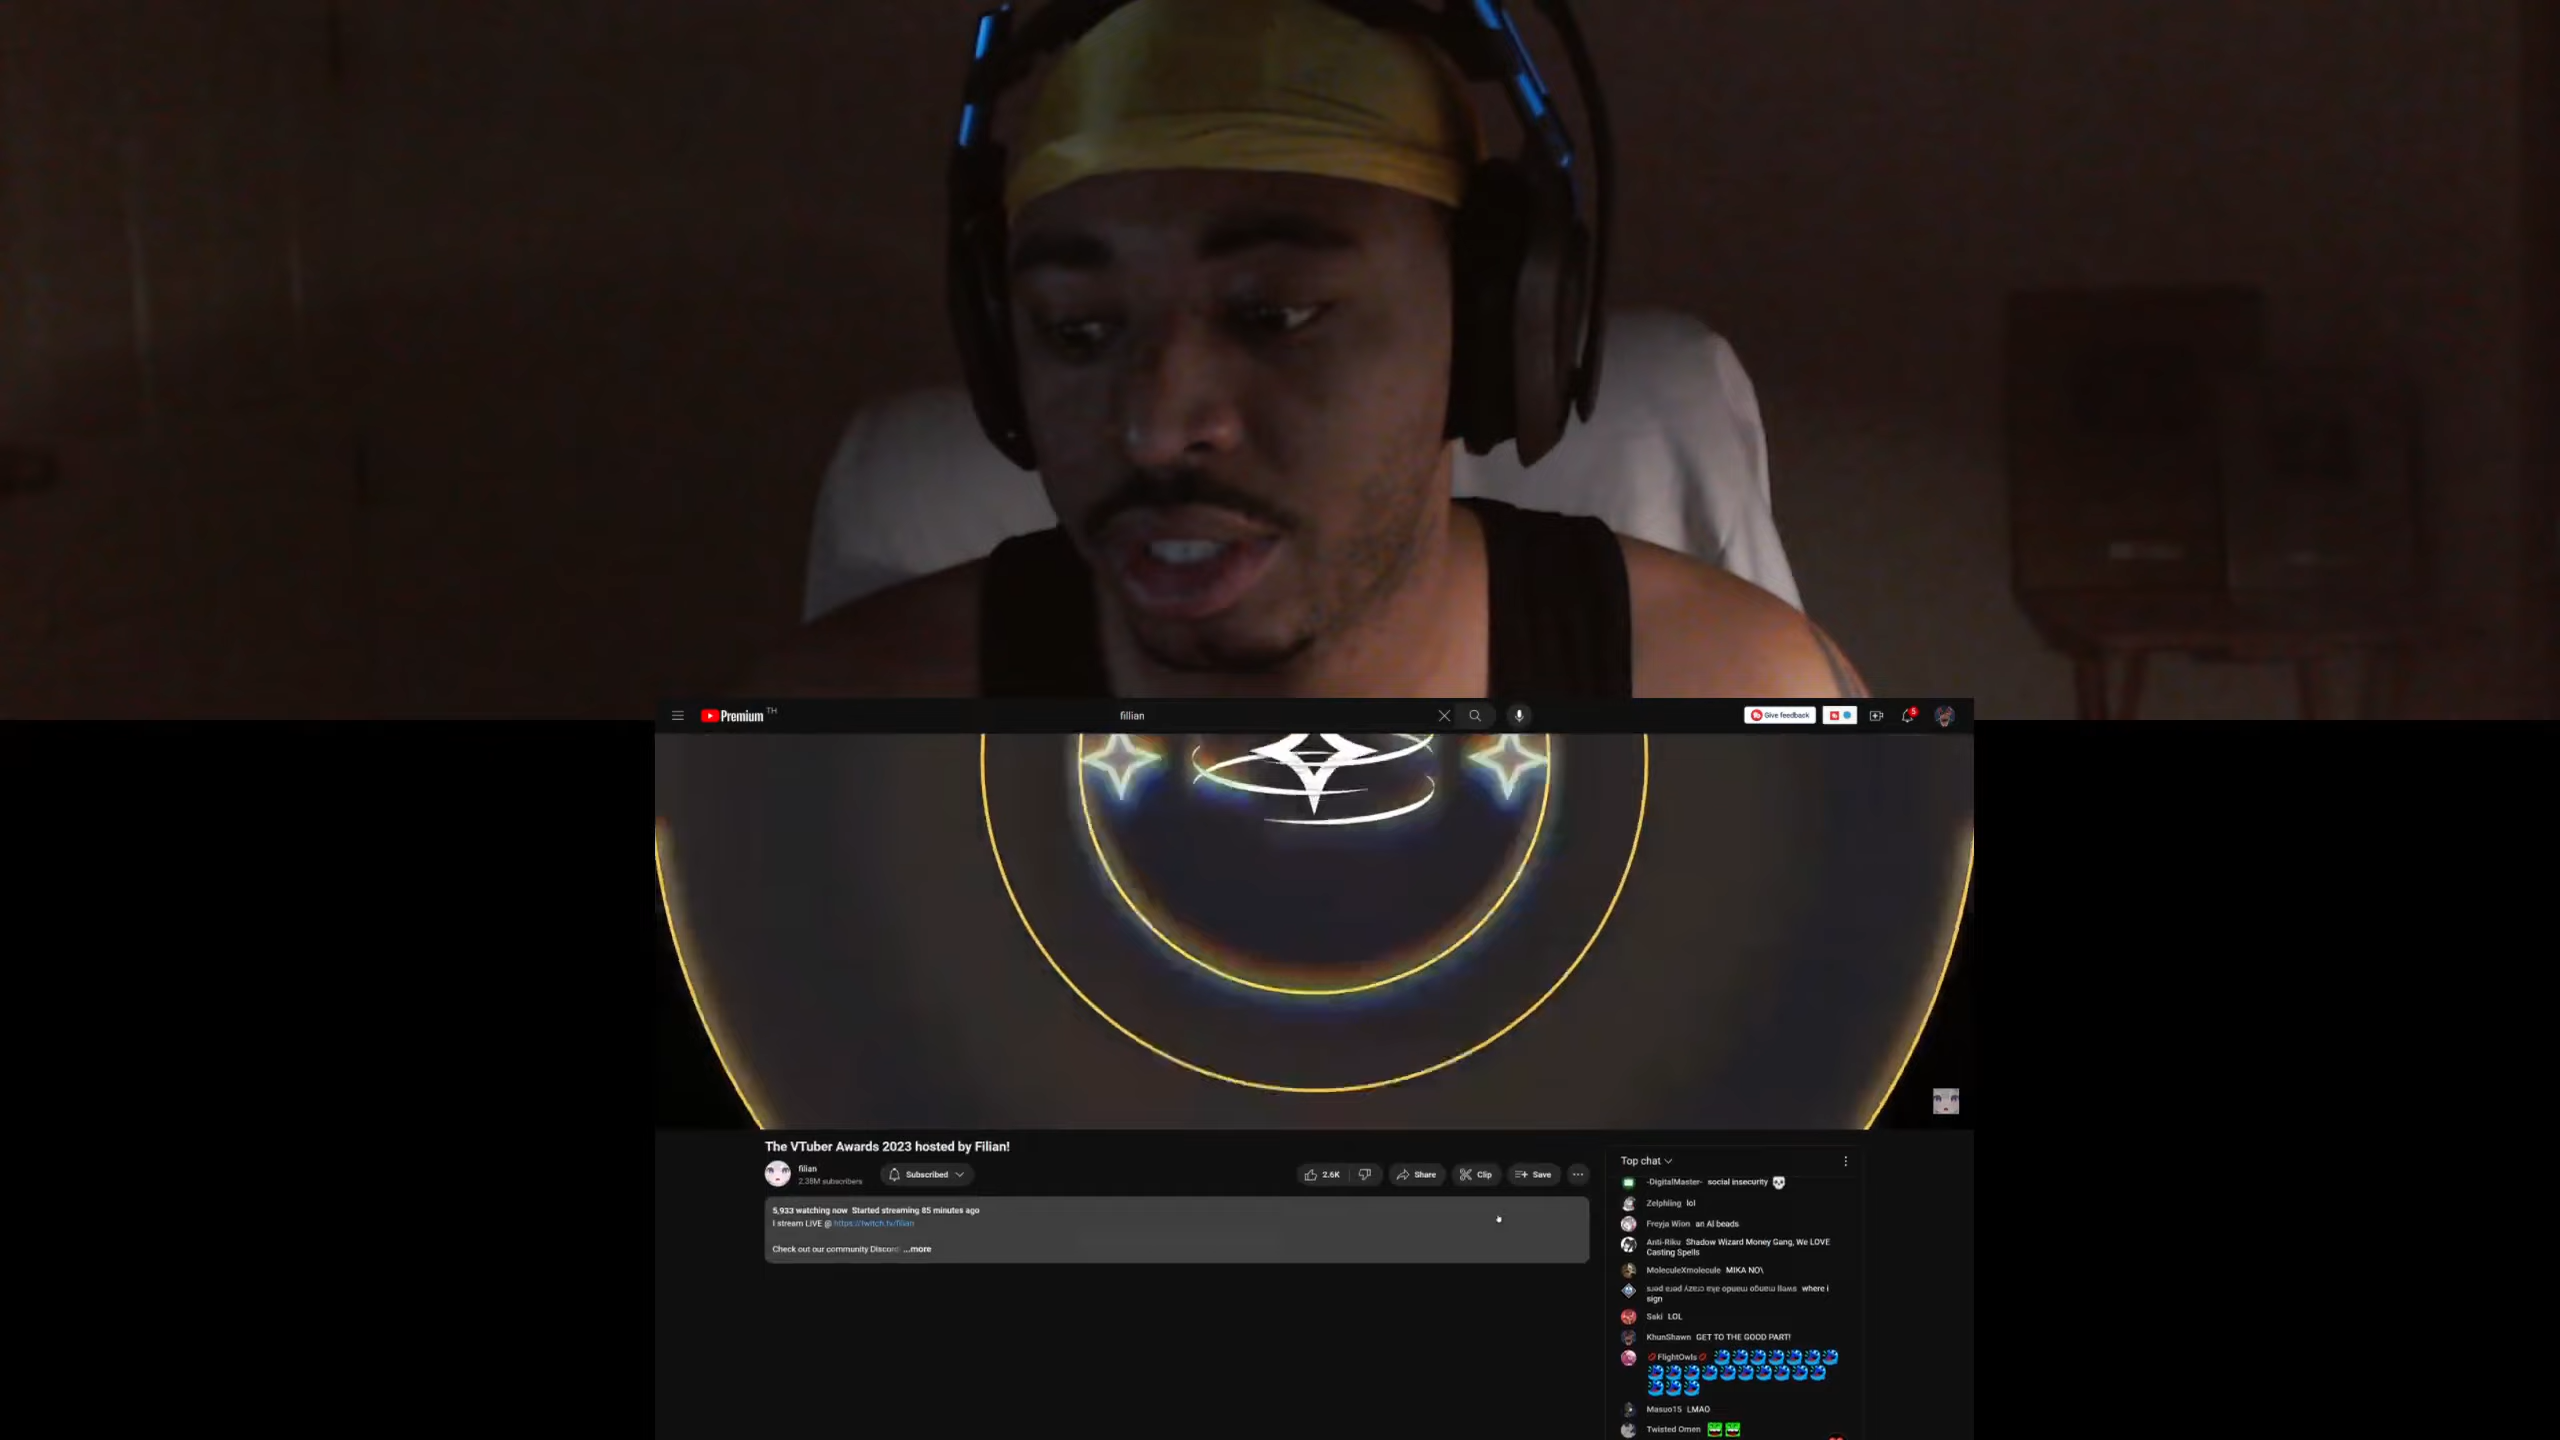 Premium TH
fillian
Give feedback
5
The VTuber Awards 2023 hosted by Filian!
filian
2.38M subscribers
Subscribed
2.6K
Share
Clip
Save
5,933 watching now Started streaming 85 minutes ago
I stream LIVE @ https://twitch.tv/filian
Check out our community Discord ...more
Top chat
-DigitalMaster- social insecurity
Zelphling lol
Freyja Wion an AI beads
Anti-Riku Shadow Wizard Money Gang, We LOVE
Casting Spells
MoleculeXmolecule MIKA NO\
where i
sign
Sski LOL
KhunShawn GET TO THE GOOD PART!
FlightOwls
Masuo15 LMAO
Twisted Omen